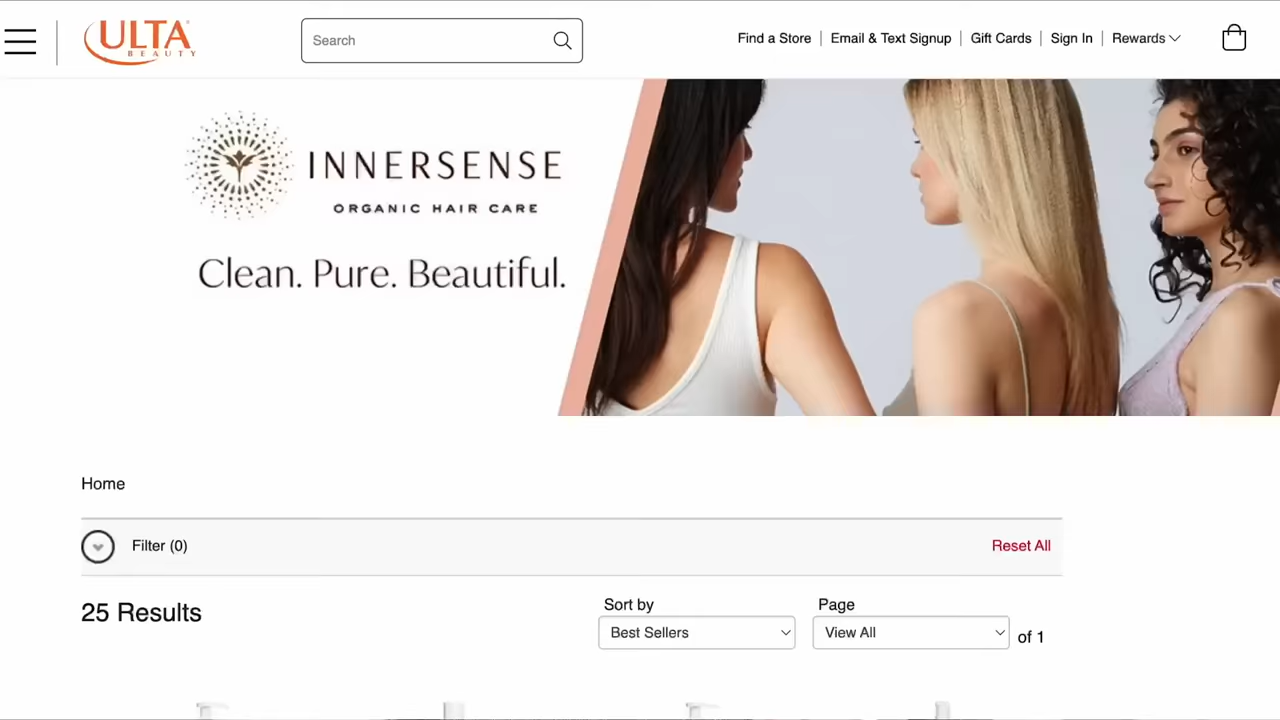 ULTA
BEAUTY
Search
Find a Store
Email & Text Signup
Gift Cards
Sign In
Rewards
INNERSENSE
ORGANIC HAIR CARE
Clean. Pure. Beautiful.
Home
Filter (0)
Reset All
25 Results
Sort by
Page
Best Sellers
View All
of 1